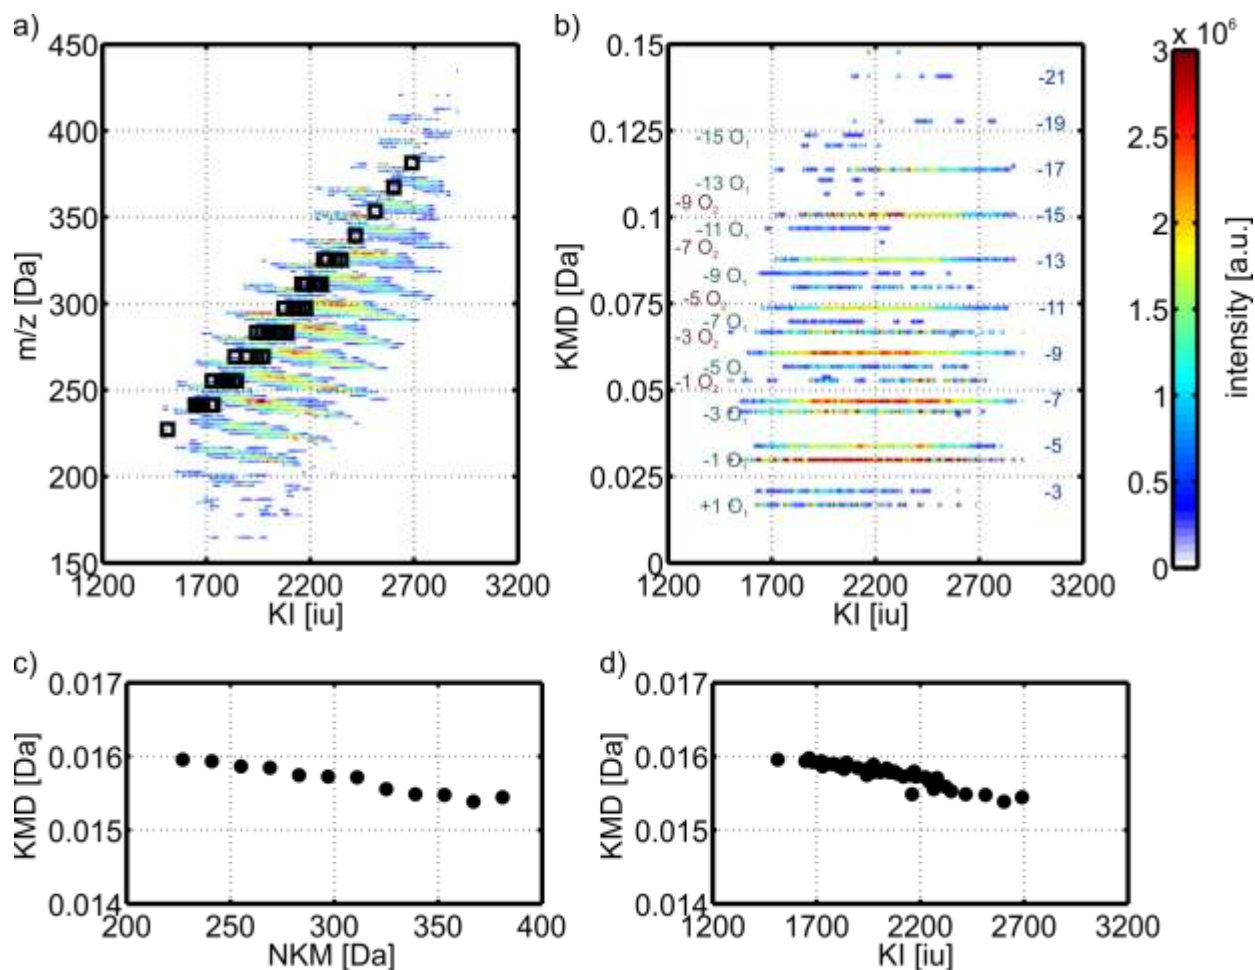 a)
450
400
350
300
250
200
150
m/z [Da]
1200 1700 2200 2700 3200
KI [iu]
b)
0.15
0.125
0.1
0.075
0.05
0.025
0
KMD [Da]
-15 O1
-13 O1
-9 O2
-11 O1
-7 O2
-9 O1
-5 O2
-7 O1
-3 O2
-5 O1
-1 O2
-3 O1
-1 O1
+1 O1
-21
-19
-17
-15
-13
-11
-9
-7
-5
-3
1200 1700 2200 2700 3200
KI [iu]
x 10^6
3
2.5
2
1.5
1
0.5
0
intensity [a.u.]
c)
0.017
0.016
0.015
0.014
KMD [Da]
200 250 300 350 400
NKM [Da]
d)
0.017
0.016
0.015
0.014
KMD [Da]
1200 1700 2200 2700 3200
KI [iu]